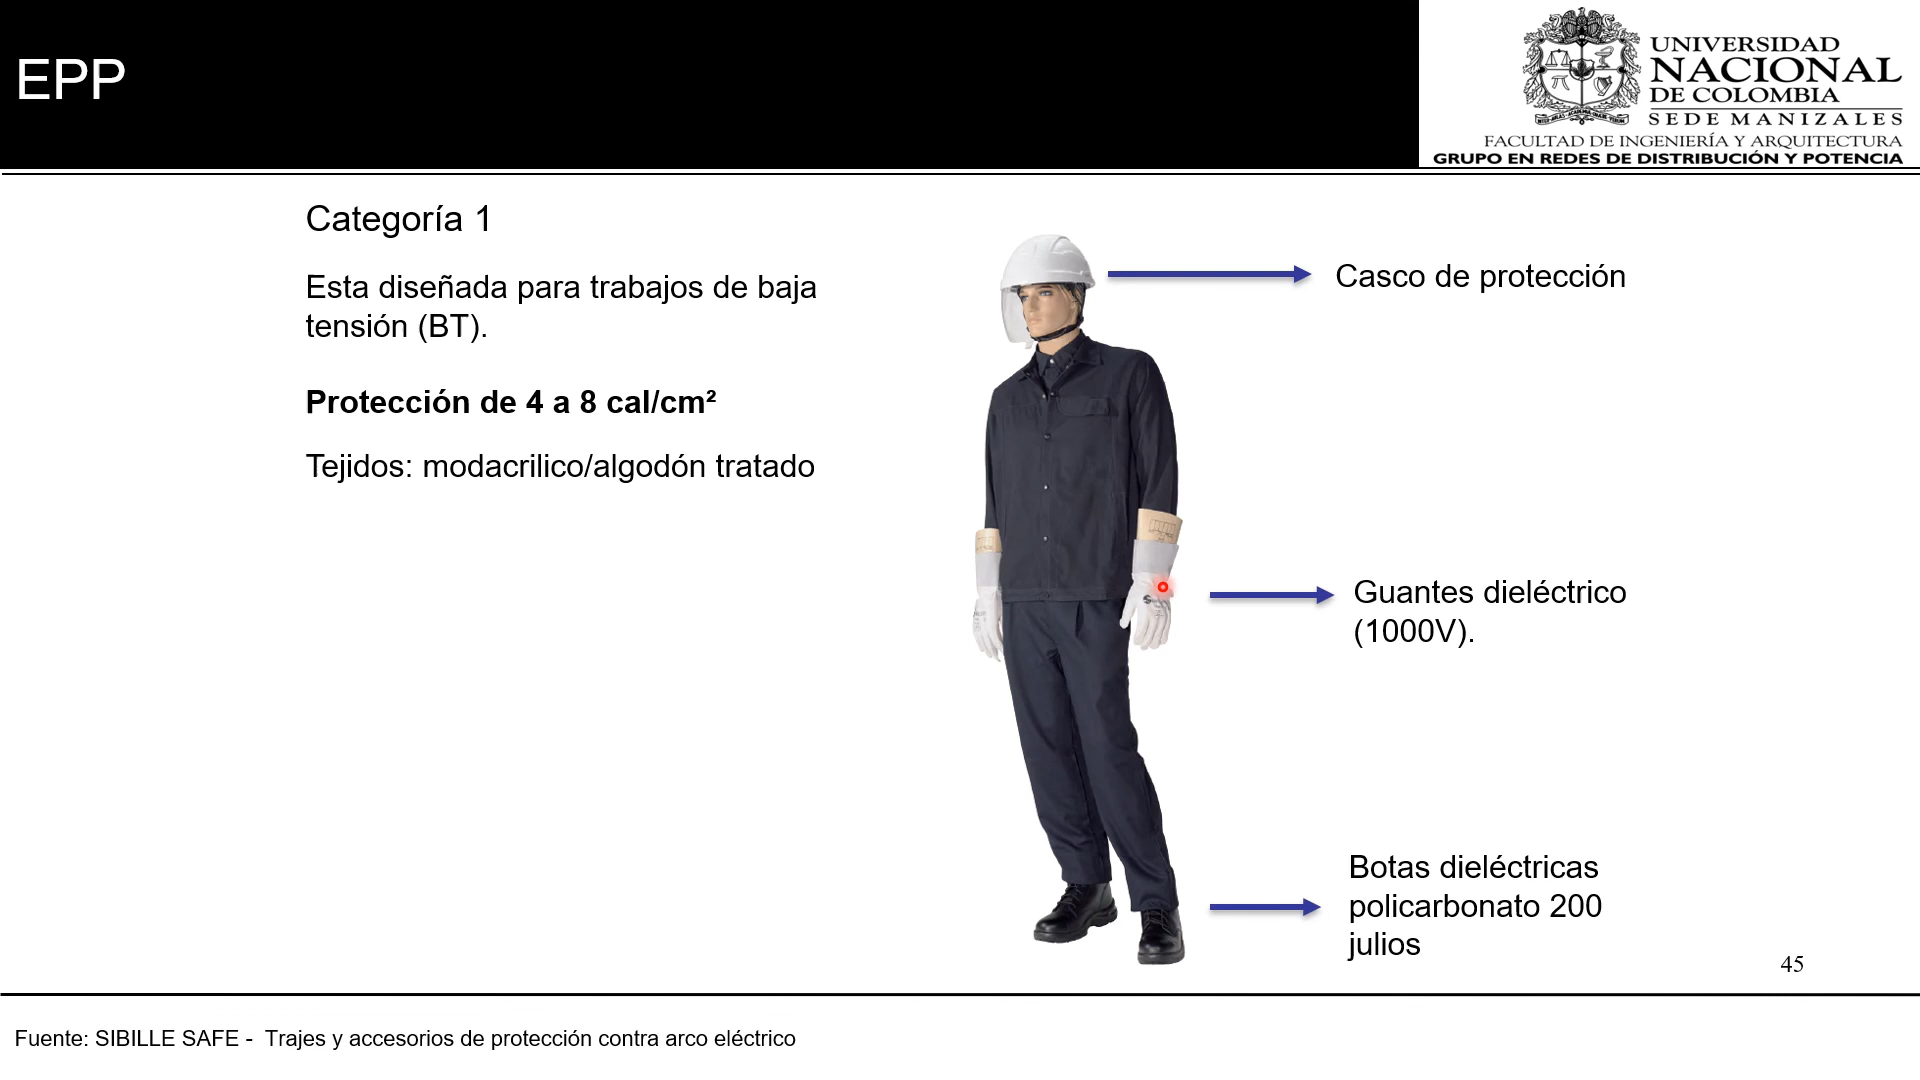 EPP
UNIVERSIDAD
NACIONAL
DE COLOMBIA
SEDE MANIZALES
FACULTAD DE INGENIERÍA Y ARQUITECTURA
GRUPO EN REDES DE DISTRIBUCIÓN Y POTENCIA
Categoría 1
Esta diseñada para trabajos de baja
tensión (BT).
Protección de 4 a 8 cal/cm²
Tejidos: modacrilico/algodón tratado
Casco de protección
Guantes dieléctrico
(1000V).
Botas dieléctricas
policarbonato 200
julios
45
Fuente: SIBILLE SAFE - Trajes y accesorios de protección contra arco eléctrico